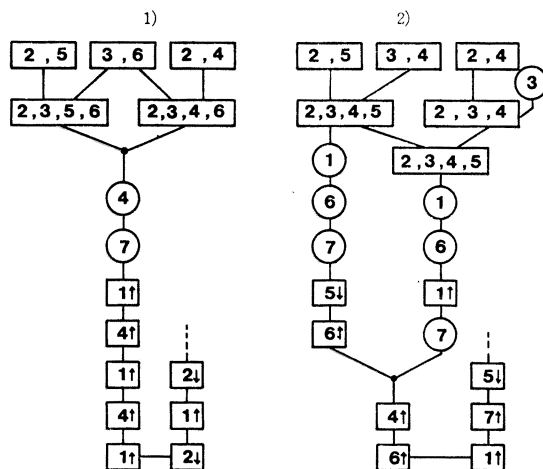 1) 2)
2 , 5 3 , 6 2 , 4 2 , 5 3 , 4 2 , 4
3
2,3,5,6 2,3,4,6 2,3,4,5 2 , 3 , 4
1 2,3,4,5
4 6 1
7 7 6
1↑ 5↓ 1↑
4↑ 6↕ 7
1↑ 2↓ 5↓
4↑ 1↑ 4↑ 7↑
1↑ 2↓ 6↑ 1↑